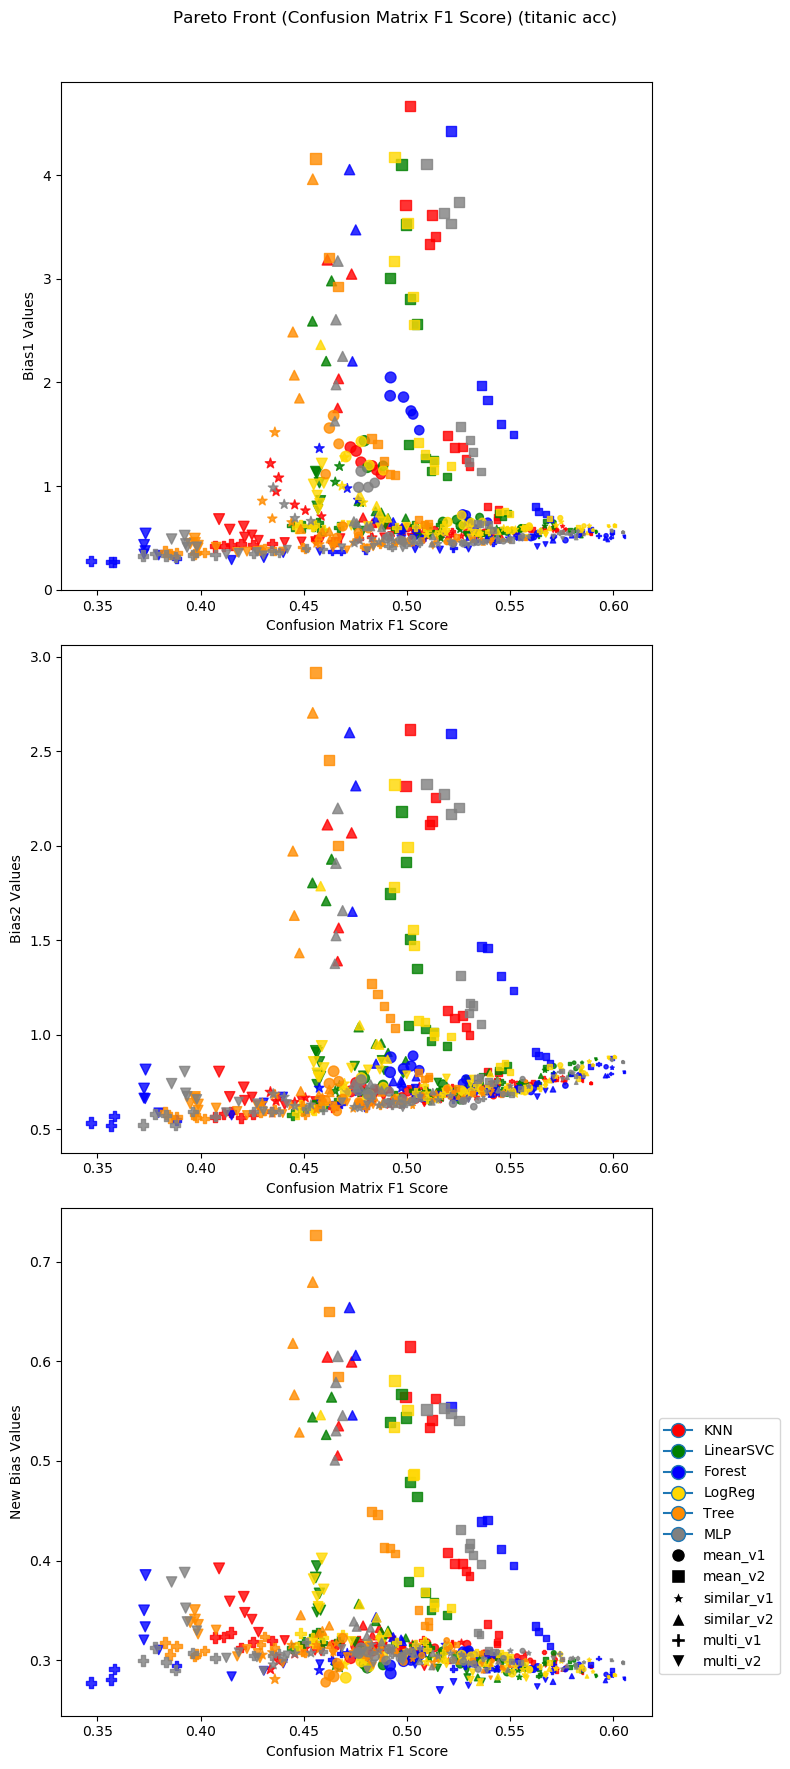 Pareto Front (Confusion Matrix F1 Score) (titanic acc)
4
3
2
1
0
Bias1 Values
0.35 0.40 0.45 0.50 0.55 0.60
Confusion Matrix F1 Score
3.0
2.5
2.0
1.5
1.0
0.5
Bias2 Values
0.35 0.40 0.45 0.50 0.55 0.60
Confusion Matrix F1 Score
0.7
0.6
0.5
0.4
0.3
New Bias Values
0.35 0.40 0.45 0.50 0.55 0.60
Confusion Matrix F1 Score
KNN
LinearSVC
Forest
LogReg
Tree
MLP
mean_v1
mean_v2
similar_v1
similar_v2
multi_v1
multi_v2